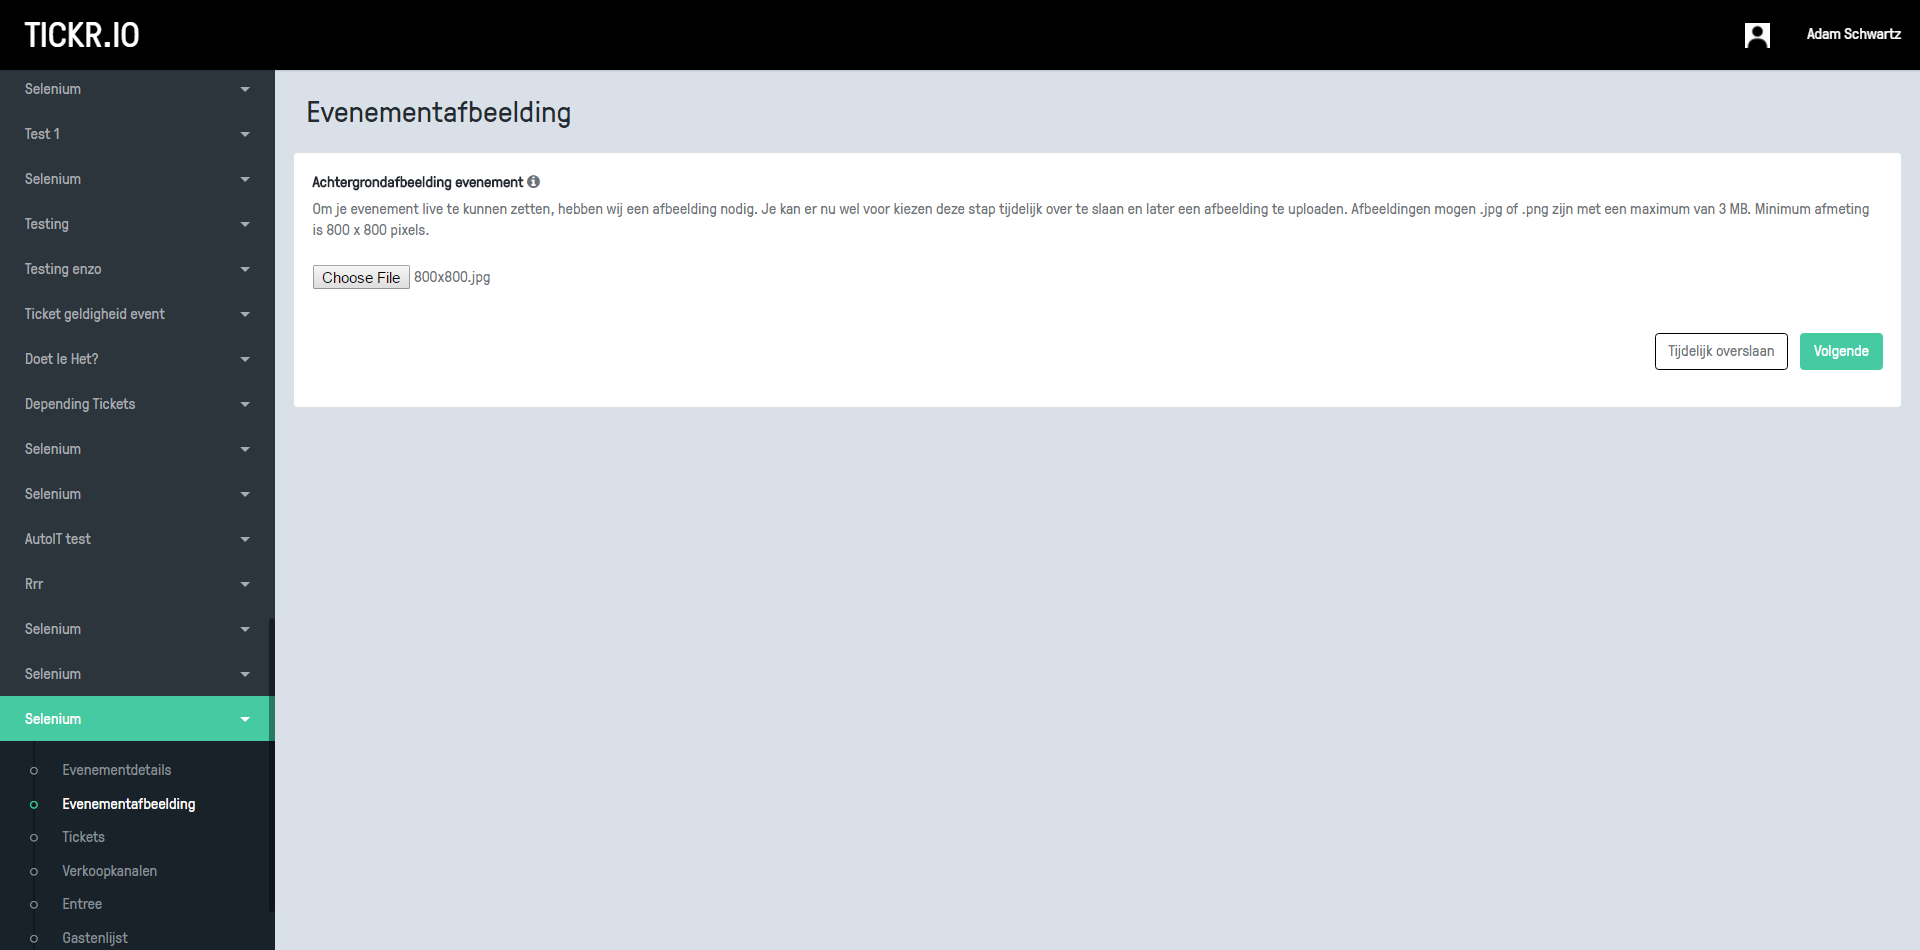 TICKR.IO
Adam Schwartz
Selenium
Test 1
Selenium
Testing
Testing enzo
Ticket geldigheid event
Doet Ie Het?
Depending Tickets
Selenium
Selenium
AutoIT test
Rrr
Selenium
Selenium
Selenium
Evenementdetails
Evenementafbeelding
Tickets
Verkoopkanalen
Entree
Gastenlijst
Evenementafbeelding
Achtergrondafbeelding evenement
Om je evenement live te kunnen zetten, hebben wij een afbeelding nodig. Je kan er nu wel voor kiezen deze stap tijdelijk over te slaan en later een afbeelding te uploaden. Afbeeldingen mogen .jpg of .png zijn met een maximum van 3 MB. Minimum afmeting
is 800 x 800 pixels.
Choose File 800x800.jpg
Tijdelijk overslaan
Volgende